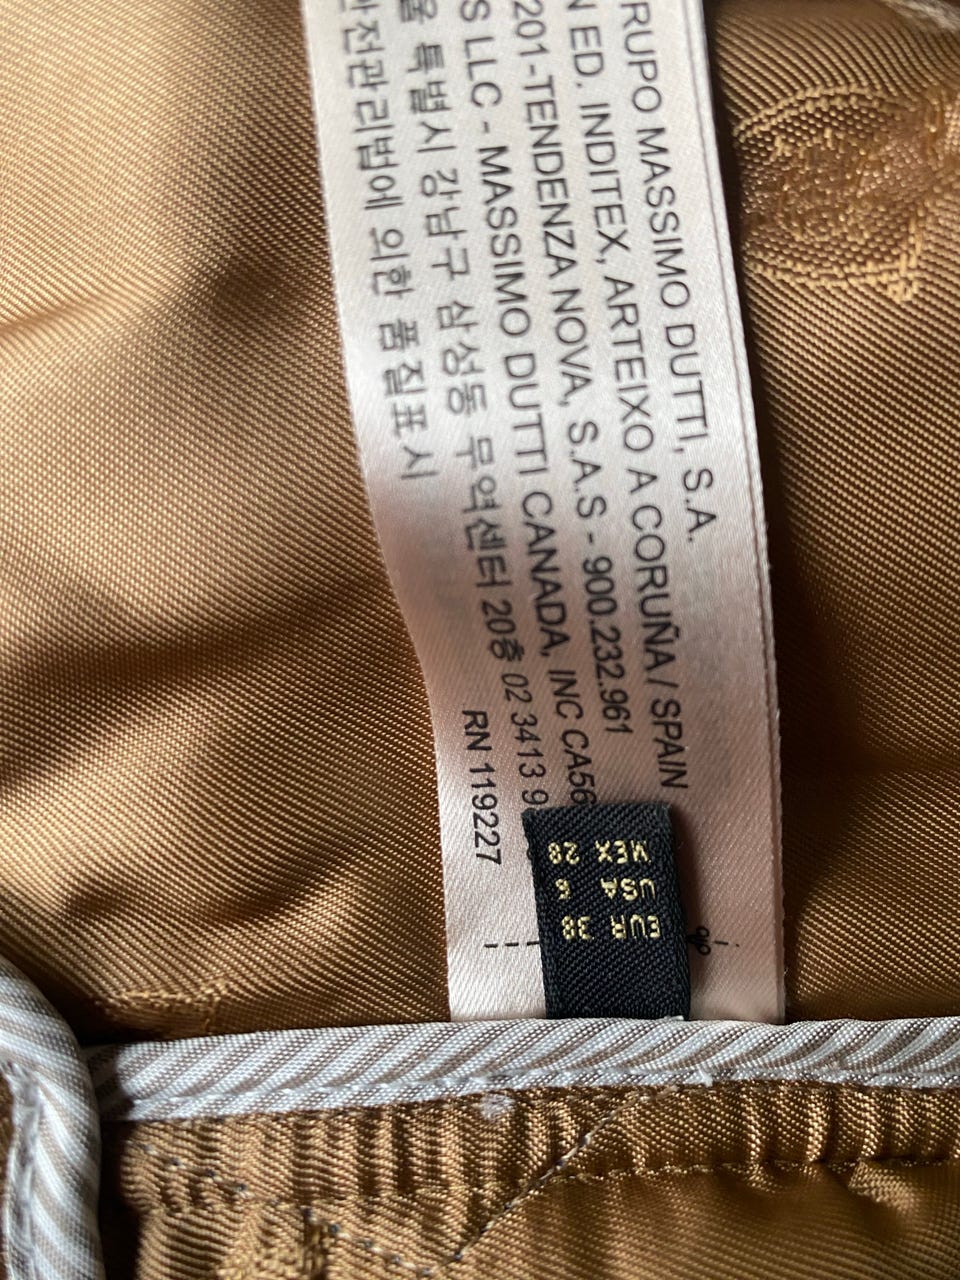 RUPO MASSIMO DUTTI, S.A.
ED. INDITEX, ARTEIXO A CORUÑA / SPAIN
201 -TENDENZA NOVA, S.A.S - 900.232.961
S LLC - MASSIMO DUTTI CANADA, INC CA56
특별시 강남구 삼성동 무역센터 20층 02 3413 9
전관리법에 의한 품질표시
RN 119227
EUR 38
USA 6
MEX 28